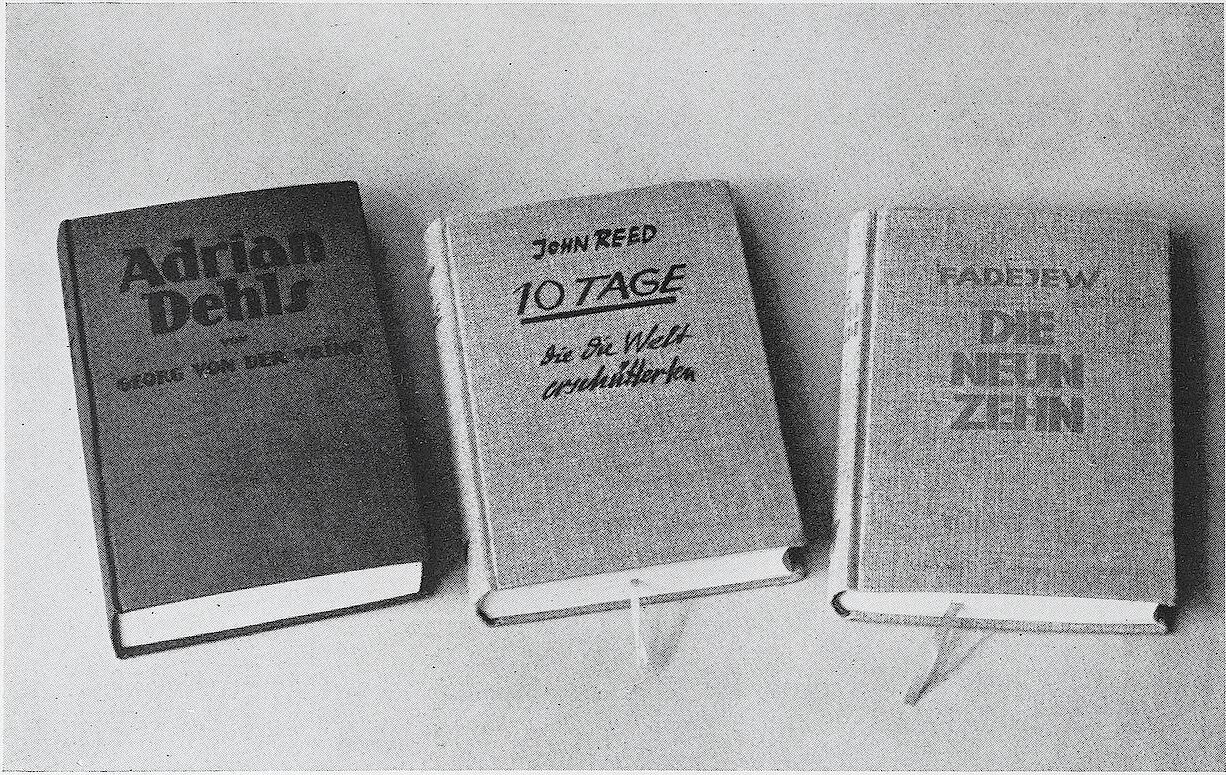 Adrian
Dehls
von
GEORG VON DER VRING
JOHN REED
10 TAGE
die die Welt
erschütterten
FADEJEW
DIE
NEUN
ZEHN